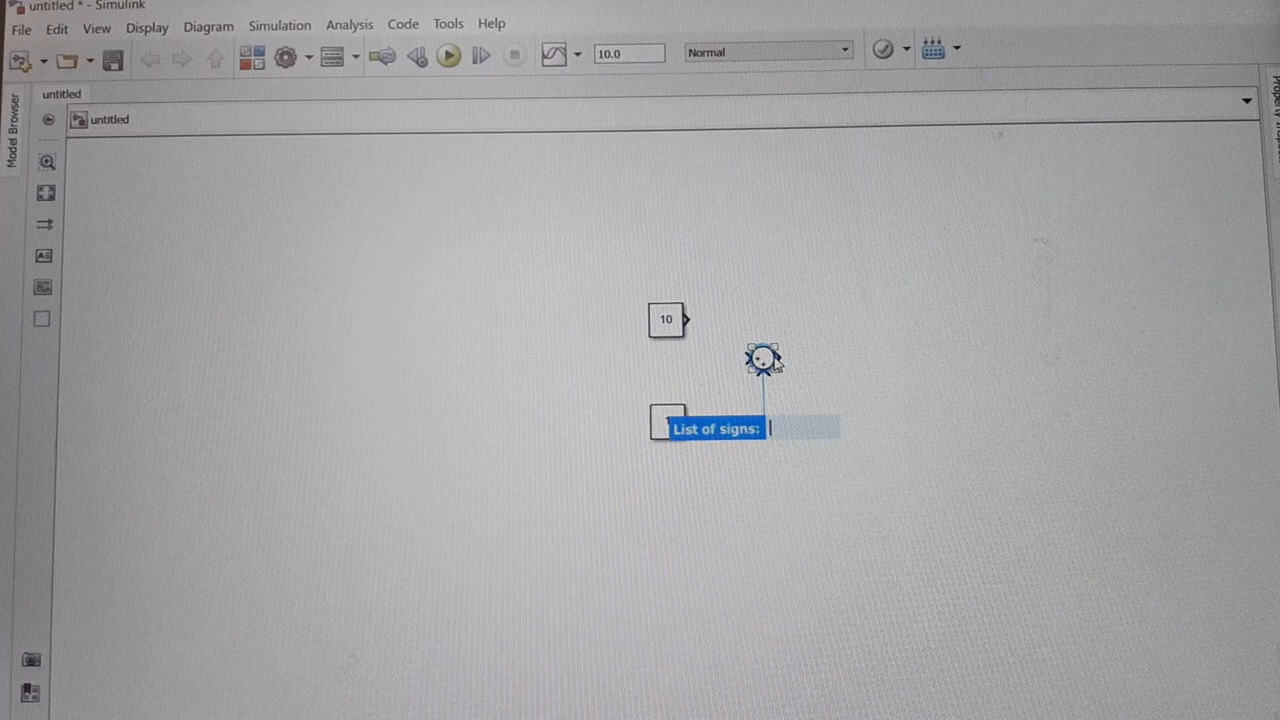 untitled * - Simulink
File Edit View Display Diagram Simulation Analysis Code Tools Help
10.0 Normal
untitled
untitled
Model Browser
10
List of signs: